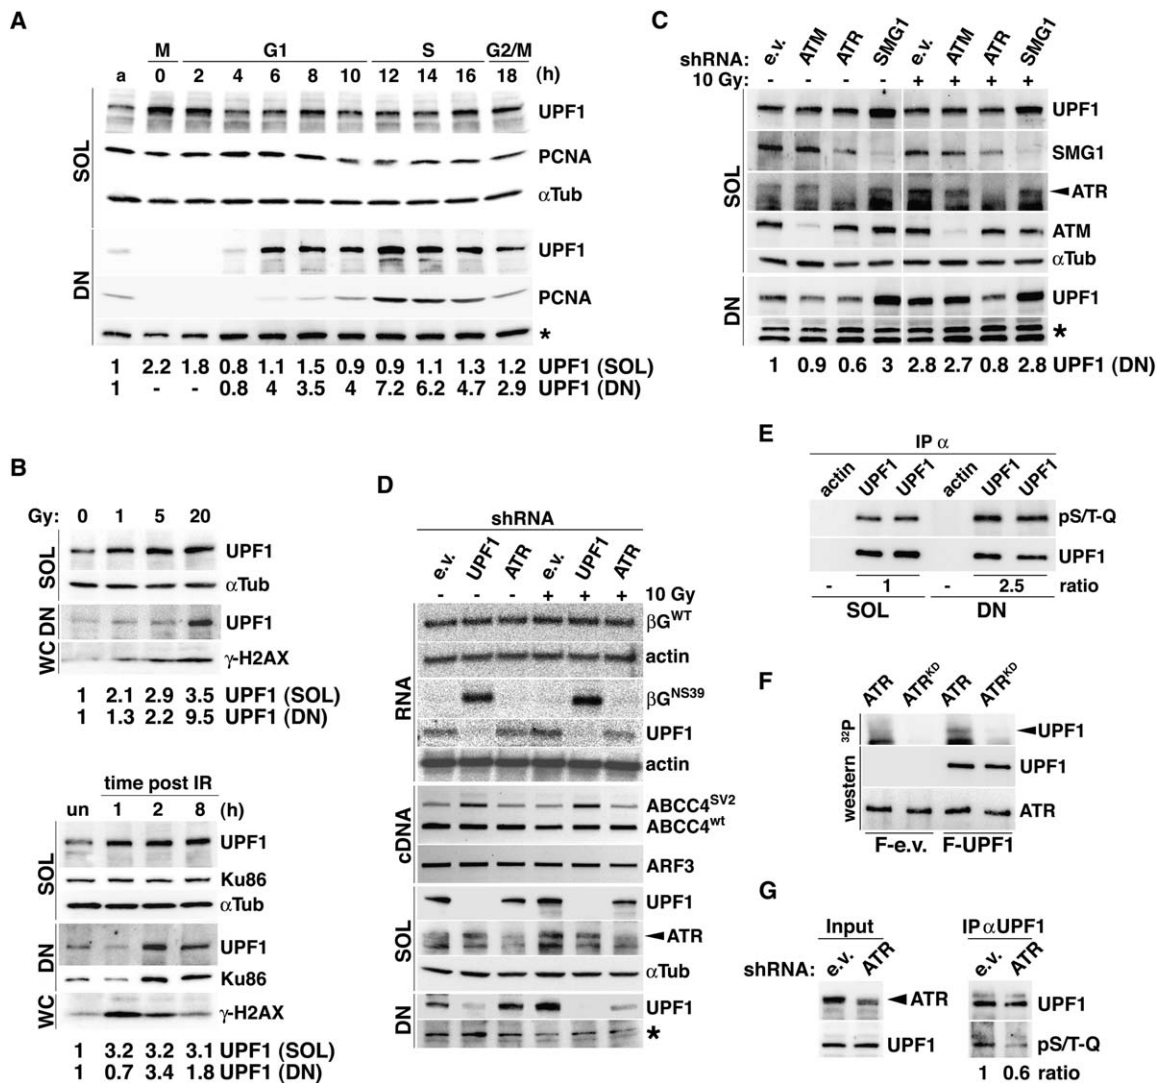 A
M G1 S G2/M
a 0 2 4 6 8 10 12 14 16 18 (h)
SOL
UPF1
PCNA
αTub
DN
UPF1
PCNA
*
1 2.2 1.8 0.8 1.1 1.5 0.9 0.9 1.1 1.3 1.2 UPF1 (SOL)
1 - - 0.8 4 3.5 4 7.2 6.2 4.7 2.9 UPF1 (DN)
B
Gy: 0 1 5 20
SOL
UPF1
αTub
DN
UPF1
WC
γ-H2AX
1 2.1 2.9 3.5 UPF1 (SOL)
1 1.3 2.2 9.5 UPF1 (DN)
time post IR
un 1 2 8 (h)
SOL
UPF1
Ku86
αTub
DN
UPF1
Ku86
WC
γ-H2AX
1 3.2 3.2 3.1 UPF1 (SOL)
1 0.7 3.4 1.8 UPF1 (DN)
C
shRNA: e.v. ATM ATR SMG1 e.v. ATM ATR SMG1
10 Gy: - - - - + + + +
SOL
UPF1
SMG1
ATR
ATM
αTub
DN
UPF1
*
1 0.9 0.6 3 2.8 2.7 0.8 2.8 UPF1 (DN)
D
shRNA
e.v. UPF1 ATR e.v. UPF1 ATR
- - - + + + 10 Gy
RNA
βG^WT
actin
βG^NS39
UPF1
actin
cDNA
ABCC4^SV2
ABCC4^wt
ARF3
SOL
UPF1
ATR
αTub
DN
UPF1
*
E
IP α
actin UPF1 UPF1 actin UPF1 UPF1
pS/T-Q
UPF1
- 1 - 2.5 ratio
SOL DN
F
ATR ATR^KD ATR ATR^KD
32P
UPF1
western
UPF1
ATR
F-e.v. F-UPF1
G
Input IP αUPF1
shRNA: e.v. ATR e.v. ATR
ATR UPF1
UPF1 pS/T-Q
1 0.6 ratio